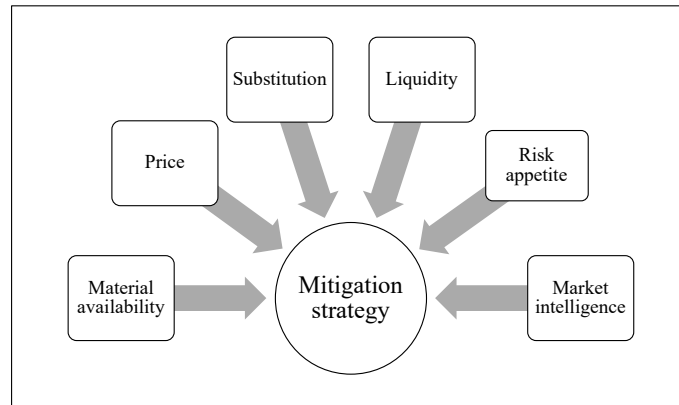 Substitution
Liquidity
Price
Risk
appetite
Material
availability
Mitigation
strategy
Market
intelligence